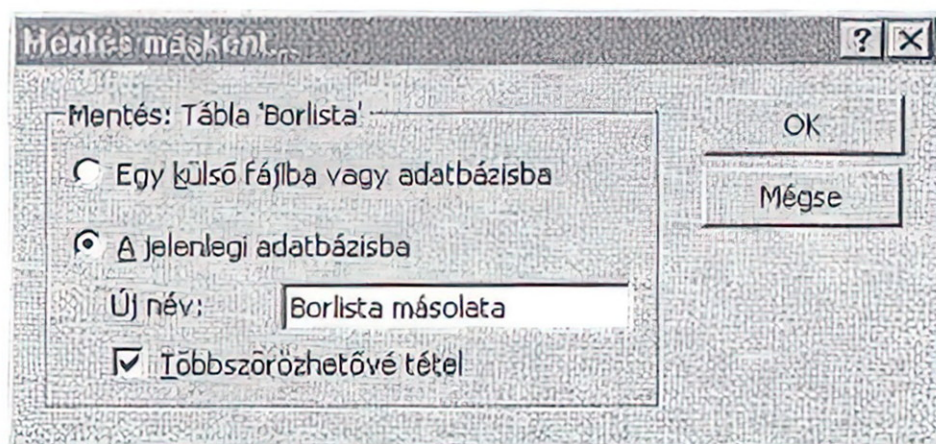 Mentés másként...
Mentés: Tábla 'Borlista'
Egy külső fájlba vagy adatbázisba
A jelenlegi adatbázisba
Új név: Borlista másolata
Többszörözhetővé tétel
OK
Mégse